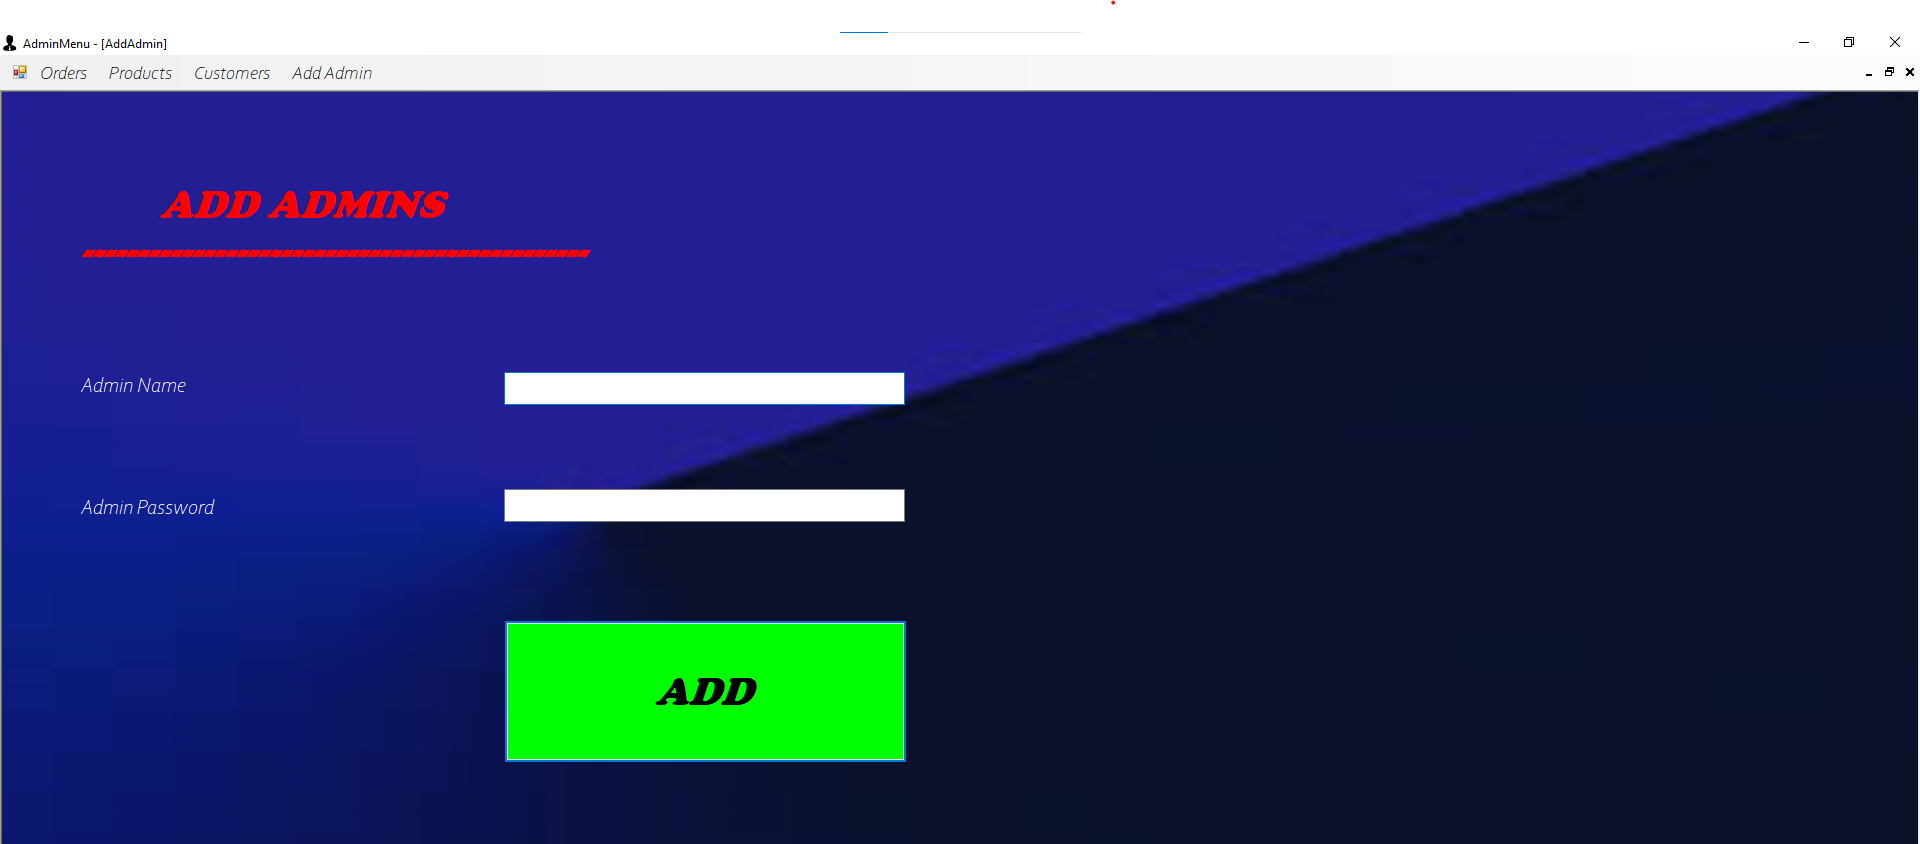 AdminMenu - [AddAdmin]
Orders Products Customers Add Admin
ADD ADMINS
Admin Name
Admin Password
ADD